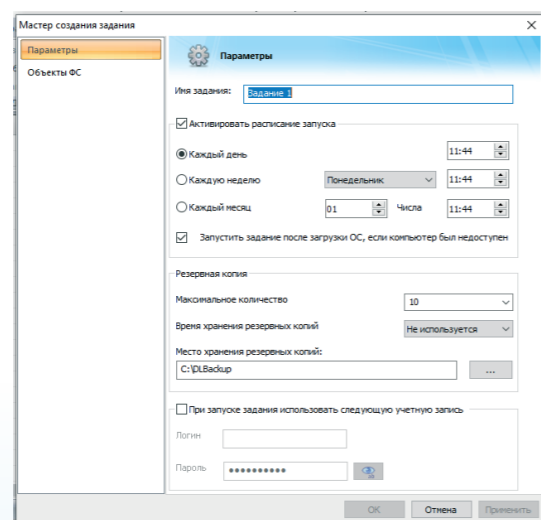 Мастер создания задания
Параметры
Объекты ФС
Параметры
Имя задания: Задание 1
Активировать расписание запуска
Каждый день 11:44
Каждую неделю Понедельник 11:44
Каждый месяц 01 Числа 11:44
Запустить задание после загрузки ОС, если компьютер был недоступен
Резервная копия
Максимальное количество 10
Время хранения резервных копий Не используется
Место хранения резервных копий:
C:\DLBackup ...
При запуске задания использовать следующую учетную запись
Логин
Пароль
ОК Отмена Применить